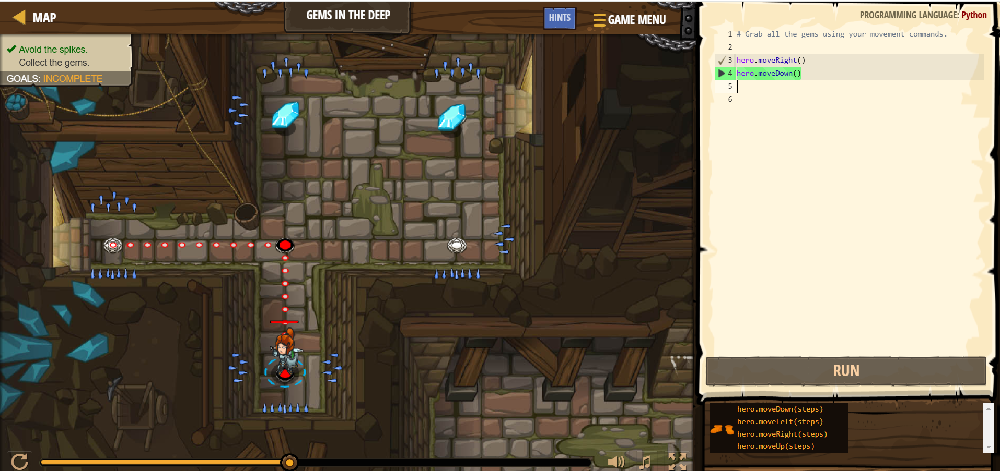 MAP
GEMS IN THE DEEP
HINTS
GAME MENU
PROGRAMMING LANGUAGE: Python
Avoid the spikes.
Collect the gems.
GOALS: INCOMPLETE
1 # Grab all the gems using your movement commands.
2
3 hero.moveRight()
4 hero.moveDown()
5
6
RUN
hero.moveDown(steps)
hero.moveLeft(steps)
hero.moveRight(steps)
hero.moveUp(steps)